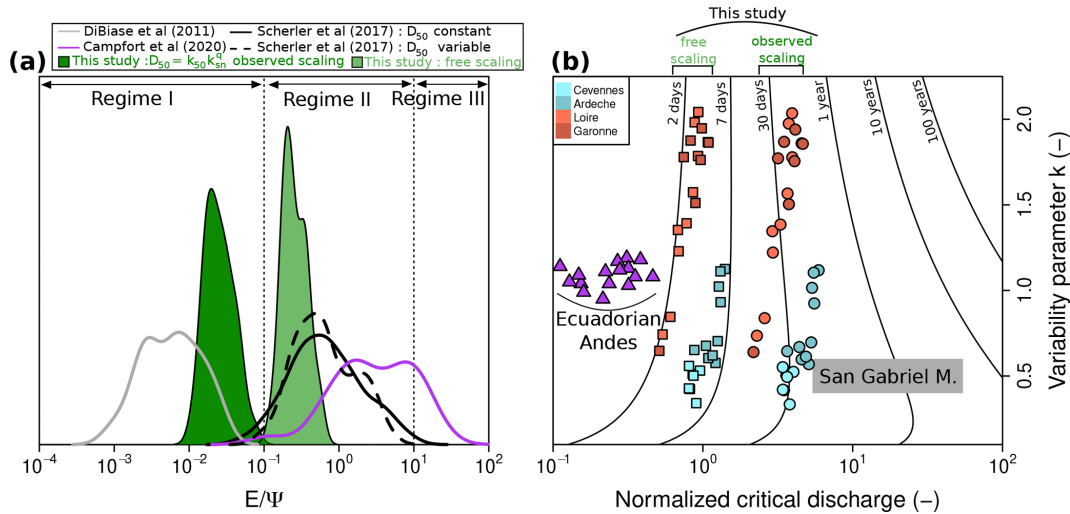 DiBiase et al (2011)
Scherler et al (2017) : D50 constant
Campfort et al (2020)
Scherler et al (2017) : D50 variable
This study :D50= k50ksn^q observed scaling
This study : free scaling
(a)
Regime I
Regime II
Regime III
10−4
10−3
10−2
10−1
100
101
102
E/Ψ
This study
free
scaling
observed
scaling
(b)
Cevennes
Ardeche
Loire
Garonne
2 days
7 days
30 days
1 year
10 years
100 years
Ecuadorian
Andes
San Gabriel M.
2.0
1.5
1.0
0.5
Variability parameter k (−)
10−1
100
101
102
Normalized critical discharge (−)